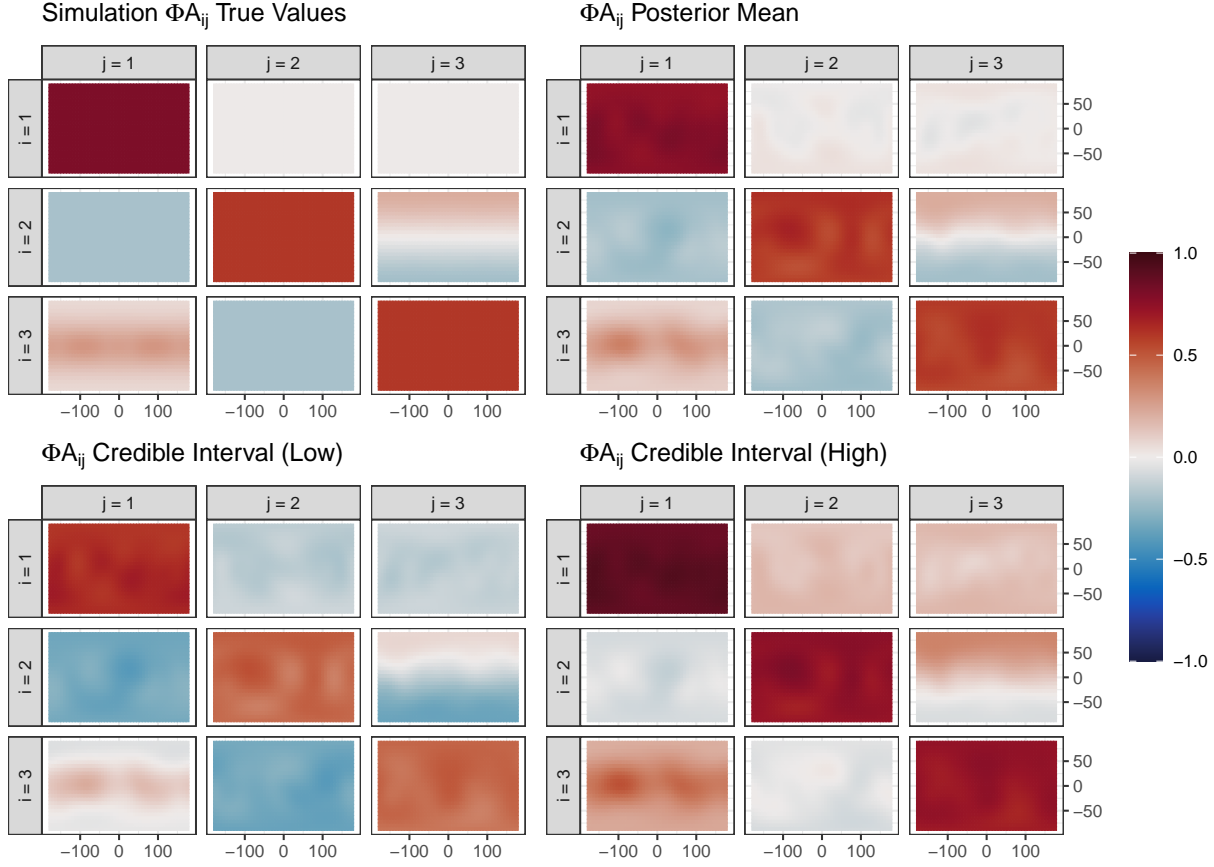 Simulation ΦA_ij True Values
j = 1 j = 2 j = 3
i = 1
i = 2
i = 3
−100 0 100 −100 0 100 −100 0 100
ΦA_ij Posterior Mean
j = 1 j = 2 j = 3
i = 1
50
0
−50
i = 2
50
0
−50
i = 3
50
0
−50
−100 0 100 −100 0 100 −100 0 100
ΦA_ij Credible Interval (Low)
j = 1 j = 2 j = 3
i = 1
i = 2
i = 3
−100 0 100 −100 0 100 −100 0 100
ΦA_ij Credible Interval (High)
j = 1 j = 2 j = 3
i = 1
50
0
−50
i = 2
50
0
−50
i = 3
50
0
−50
−100 0 100 −100 0 100 −100 0 100
1.0
0.5
0.0
−0.5
−1.0